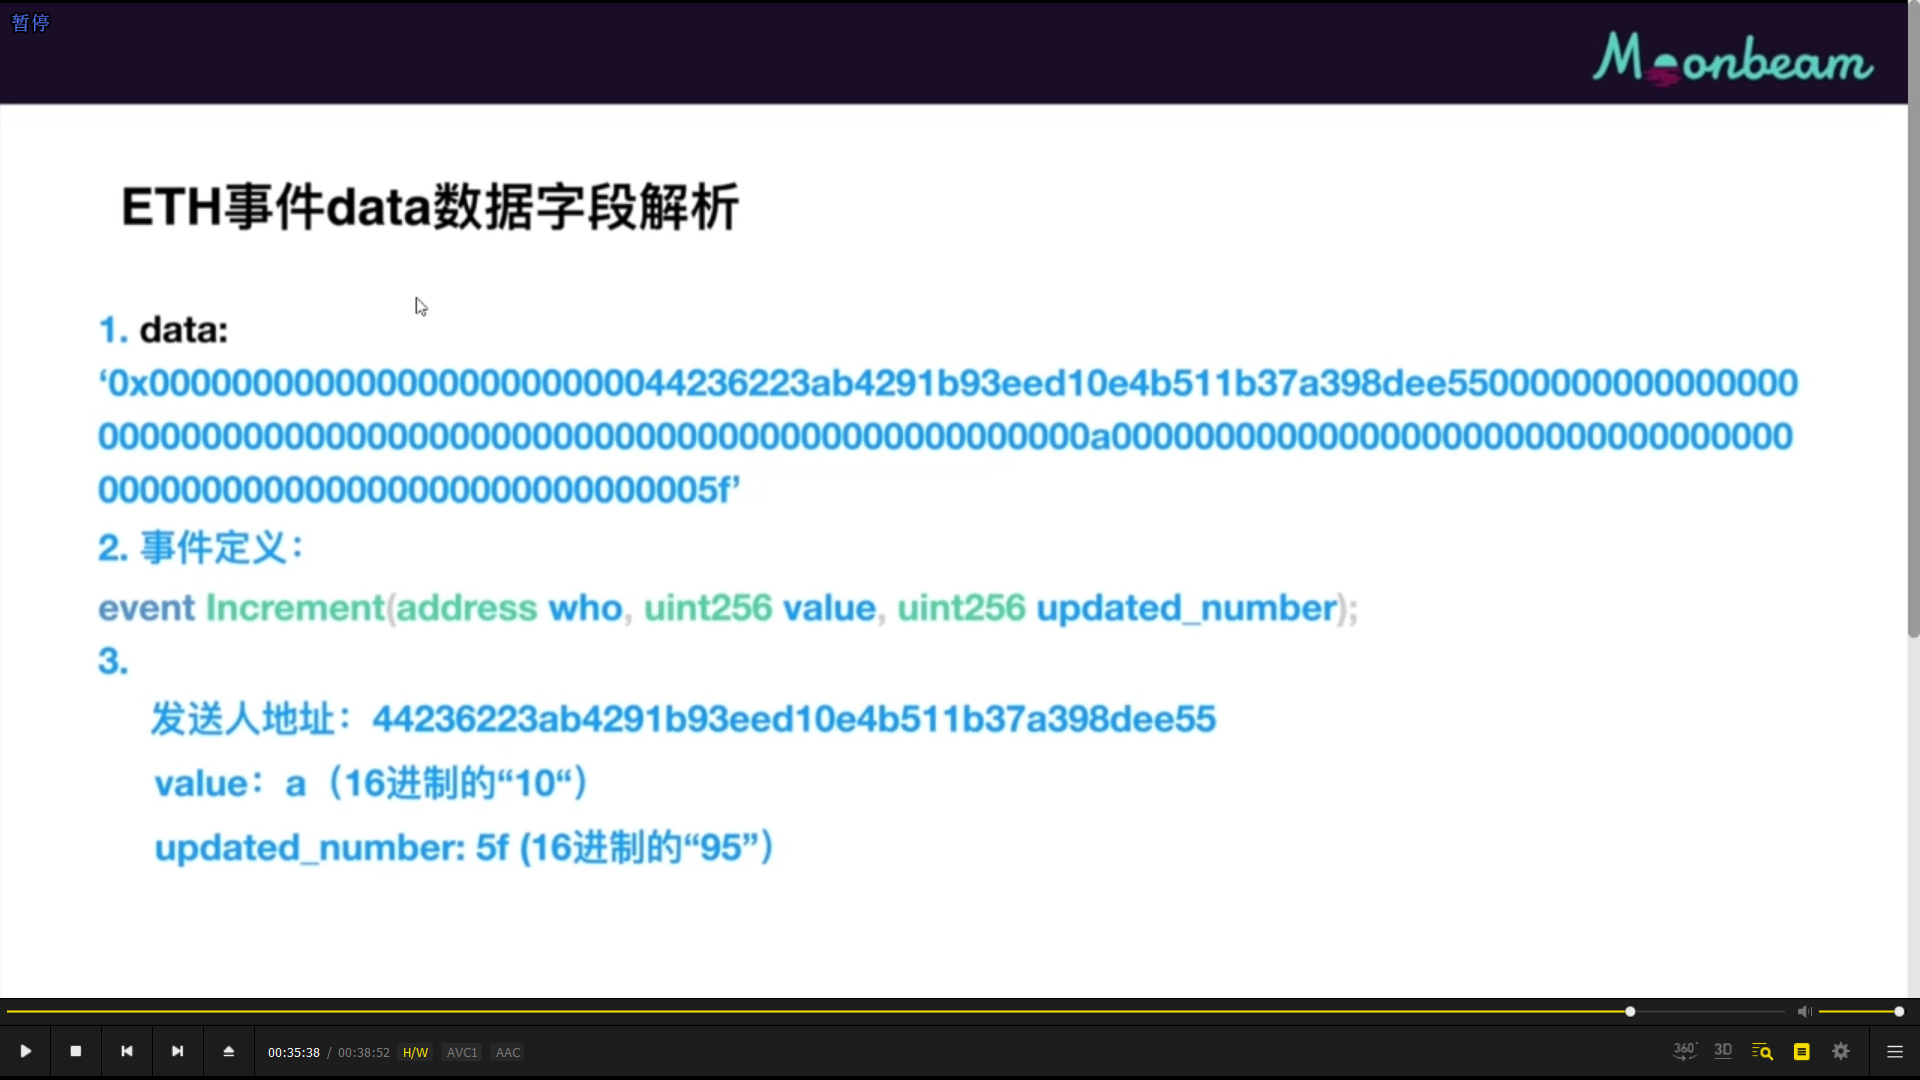 暂停
Moonbeam
ETH事件data数据字段解析
1. data:
‘0x00000000000000000000000044236223ab4291b93eed10e4b511b37a398dee55000000000000000
000000000000000000000000000000000000000000000000a000000000000000000000000000000000
000000000000000000000000000005f’
2. 事件定义：
event Increment(address who, uint256 value, uint256 updated_number);
3.
发送人地址：44236223ab4291b93eed10e4b511b37a398dee55
value：a（16进制的“10“）
updated_number: 5f (16进制的“95”）
00:35:38 / 00:38:52 H/W AVC1 AAC 360° 3D